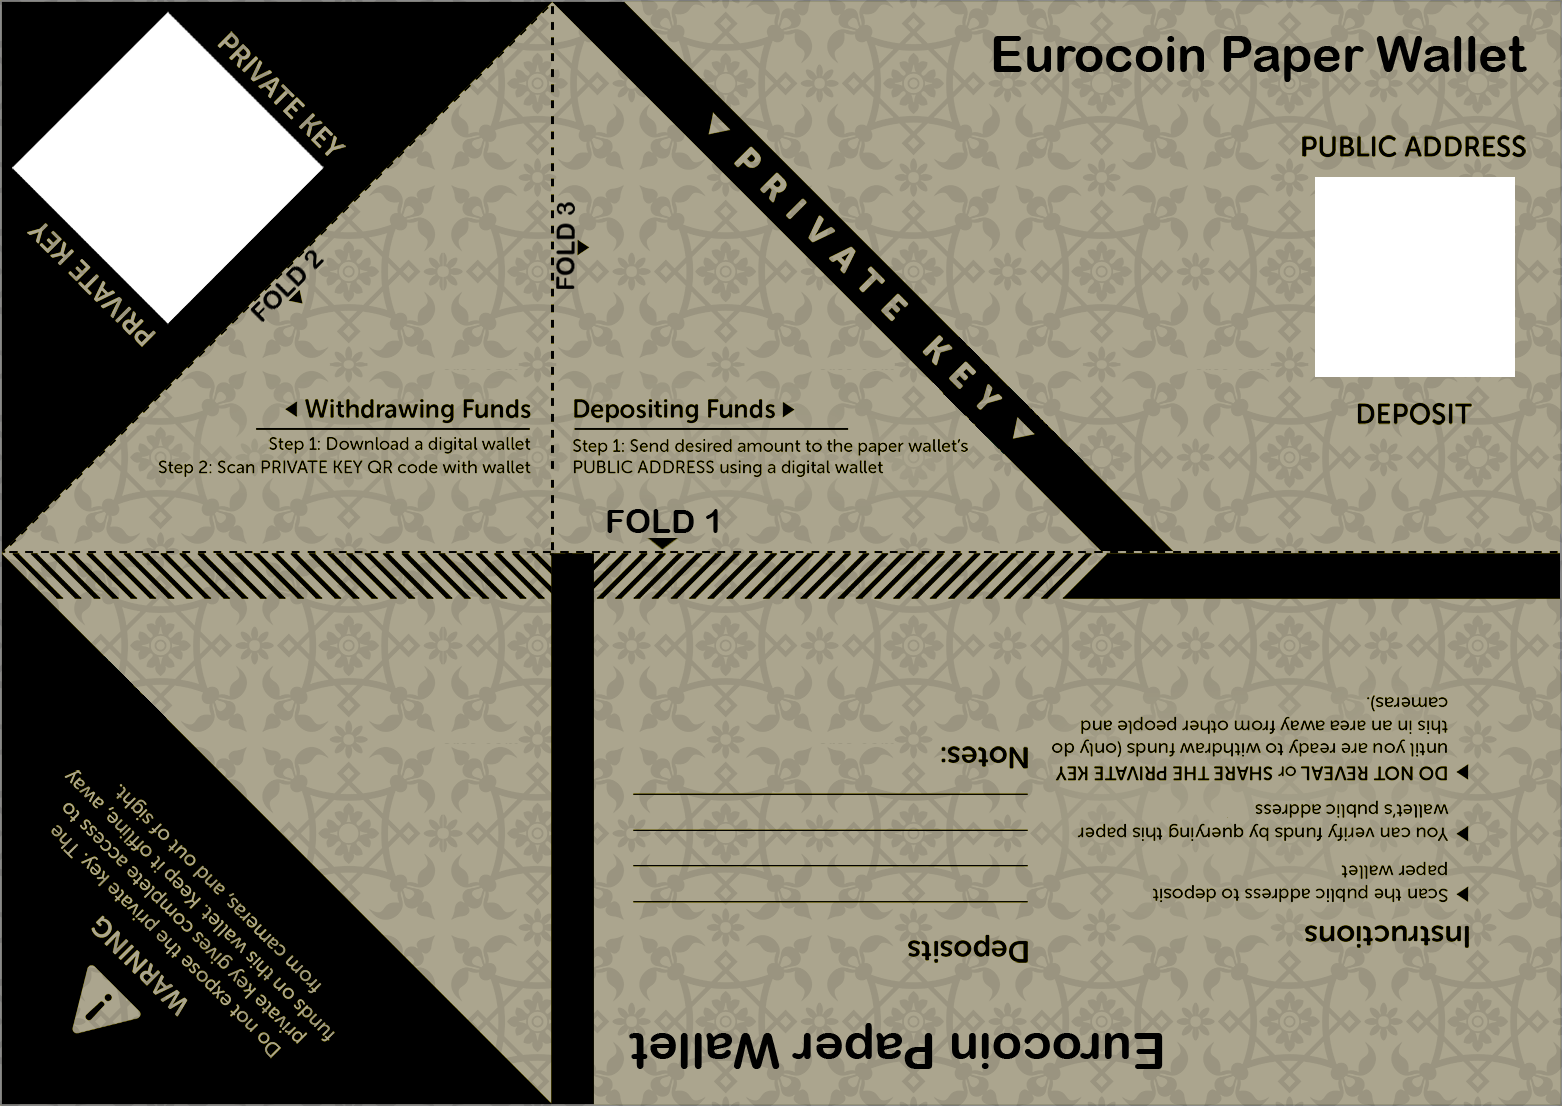 Eurocoin Paper Wallet
PUBLIC ADDRESS
DEPOSIT
PRIVATE KEY
PRIVATE KEY
FOLD 2
FOLD 3
PRIVATE KEY
Withdrawing Funds
Step 1: Download a digital wallet
Step 2: Scan PRIVATE KEY QR code with wallet
Depositing Funds
Step 1: Send desired amount to the paper wallet's
PUBLIC ADDRESS using a digital wallet
FOLD 1
WARNING
Do not expose the private key. The
private key gives complete access to
funds on this wallet. Keep it offline, away
from cameras, and out of sight.
Eurocoin Paper Wallet
Instructions
Scan the public address to deposit
paper wallet
You can verify funds by querying this paper
wallet's public address
DO NOT REVEAL or SHARE THE PRIVATE KEY
until you are ready to withdraw funds (only do
this in an area away from other people and
cameras).
Deposits
Notes: